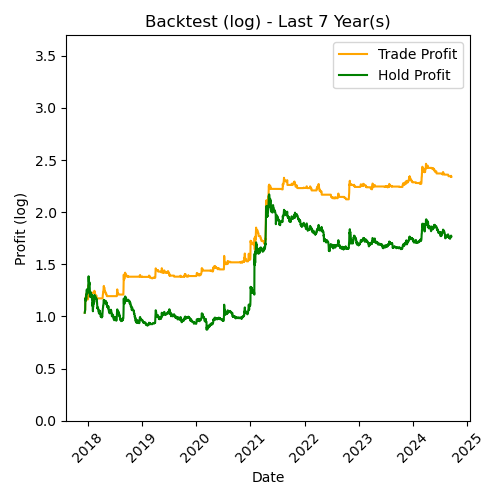 Backtest (log) - Last 7 Year(s)
Trade Profit
Hold Profit
Profit (log)
3.5
3.0
2.5
2.0
1.5
1.0
0.5
0.0
2018 2019 2020 2021 2022 2023 2024 2025
Date